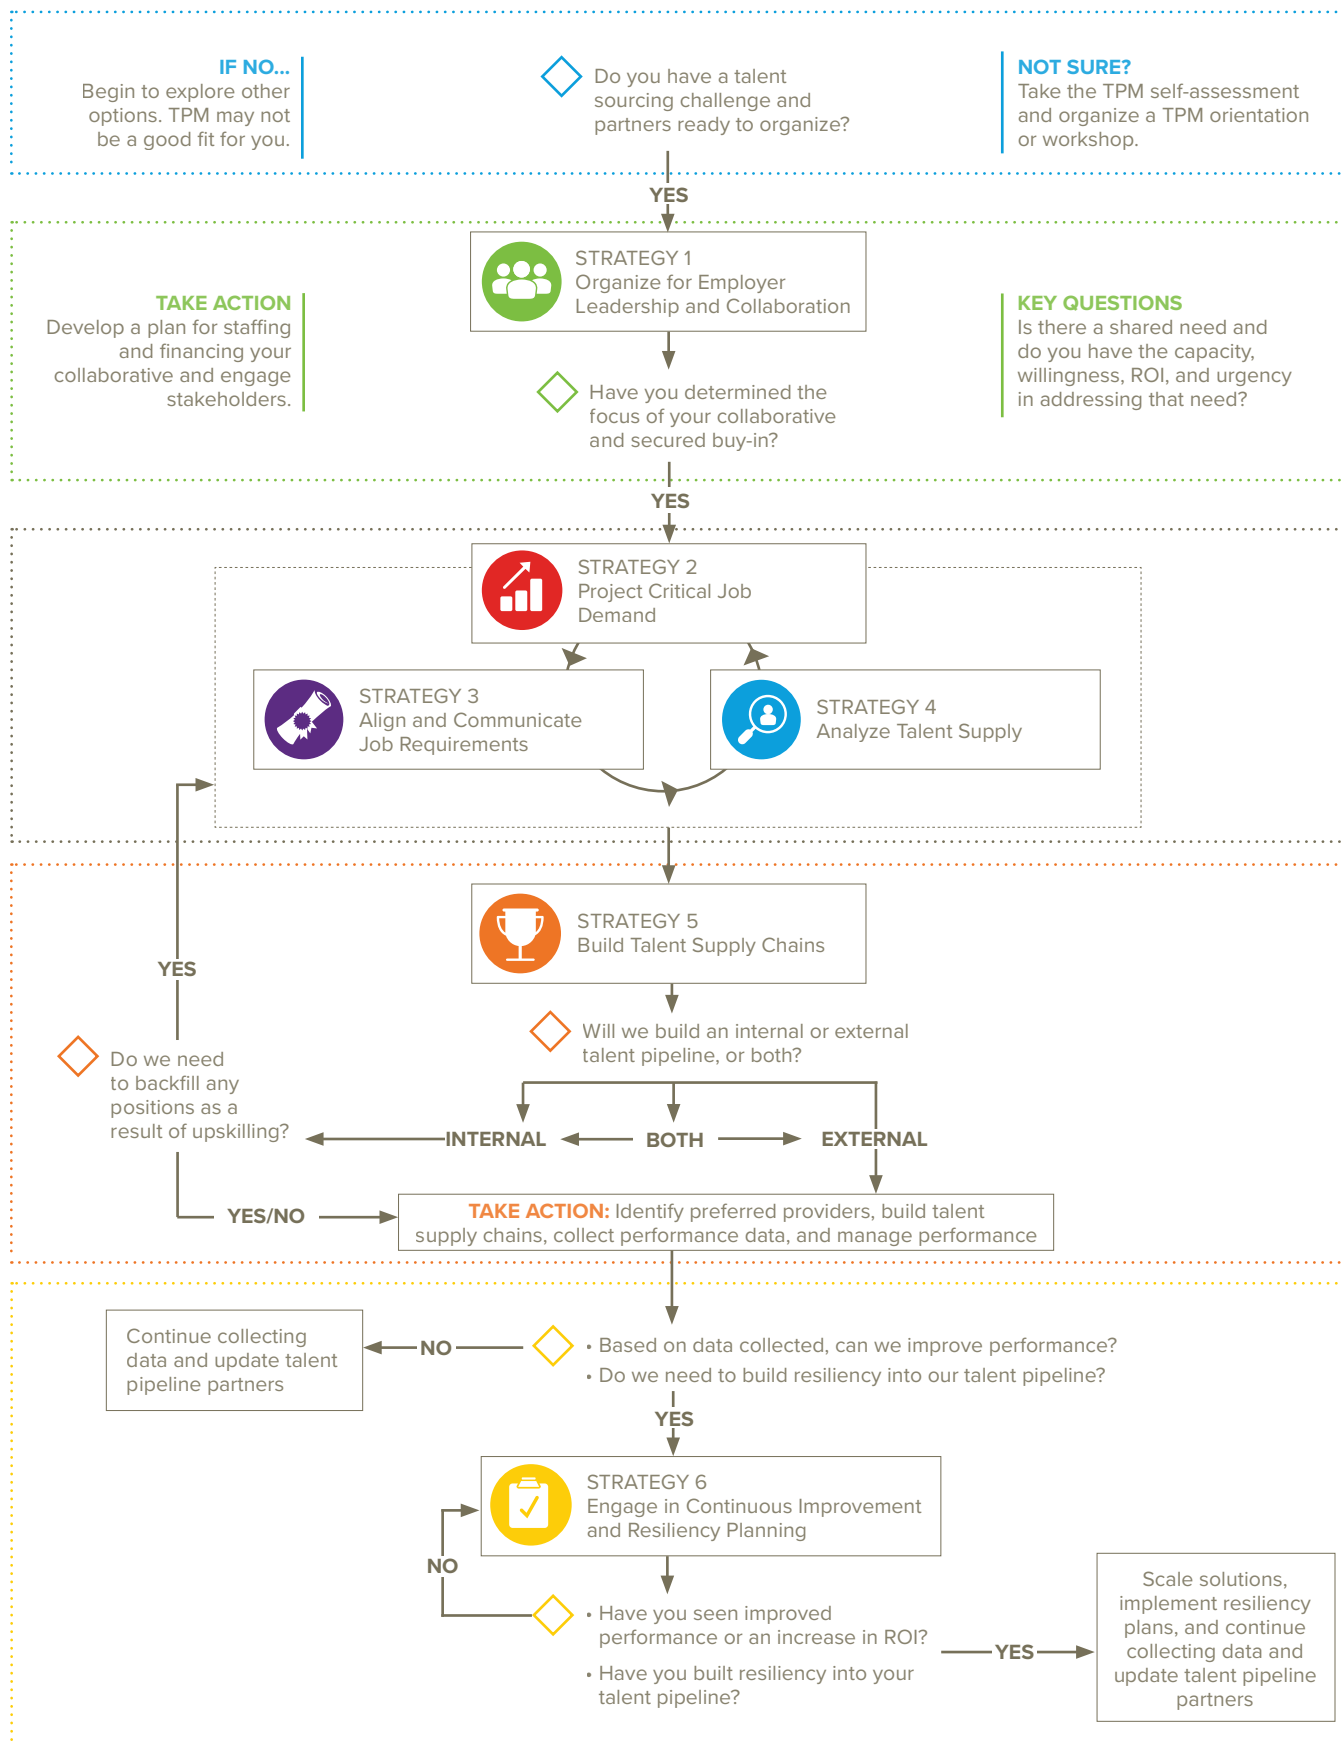 IF NO...
Begin to explore other
options. TPM may not
be a good fit for you.
Do you have a talent
sourcing challenge and
partners ready to organize?
NOT SURE?
Take the TPM self-assessment
and organize a TPM orientation
or workshop.
YES
STRATEGY 1
Organize for Employer
Leadership and Collaboration
TAKE ACTION
Develop a plan for staffing
and financing your
collaborative and engage
stakeholders.
KEY QUESTIONS
Is there a shared need and
do you have the capacity,
willingness, ROI, and urgency
in addressing that need?
Have you determined the
focus of your collaborative
and secured buy-in?
YES
STRATEGY 2
Project Critical Job
Demand
STRATEGY 3
Align and Communicate
Job Requirements
STRATEGY 4
Analyze Talent Supply
STRATEGY 5
Build Talent Supply Chains
YES
Will we build an internal or external
talent pipeline, or both?
Do we need
to backfill any
positions as a
result of upskilling?
INTERNAL
BOTH
EXTERNAL
YES/NO
TAKE ACTION: Identify preferred providers, build talent
supply chains, collect performance data, and manage performance
Continue collecting
data and update talent
pipeline partners
NO
• Based on data collected, can we improve performance?
• Do we need to build resiliency into our talent pipeline?
YES
STRATEGY 6
Engage in Continuous Improvement
and Resiliency Planning
NO
• Have you seen improved
performance or an increase in ROI?
• Have you built resiliency into your
talent pipeline?
YES
Scale solutions,
implement resiliency
plans, and continue
collecting data and
update talent pipeline
partners